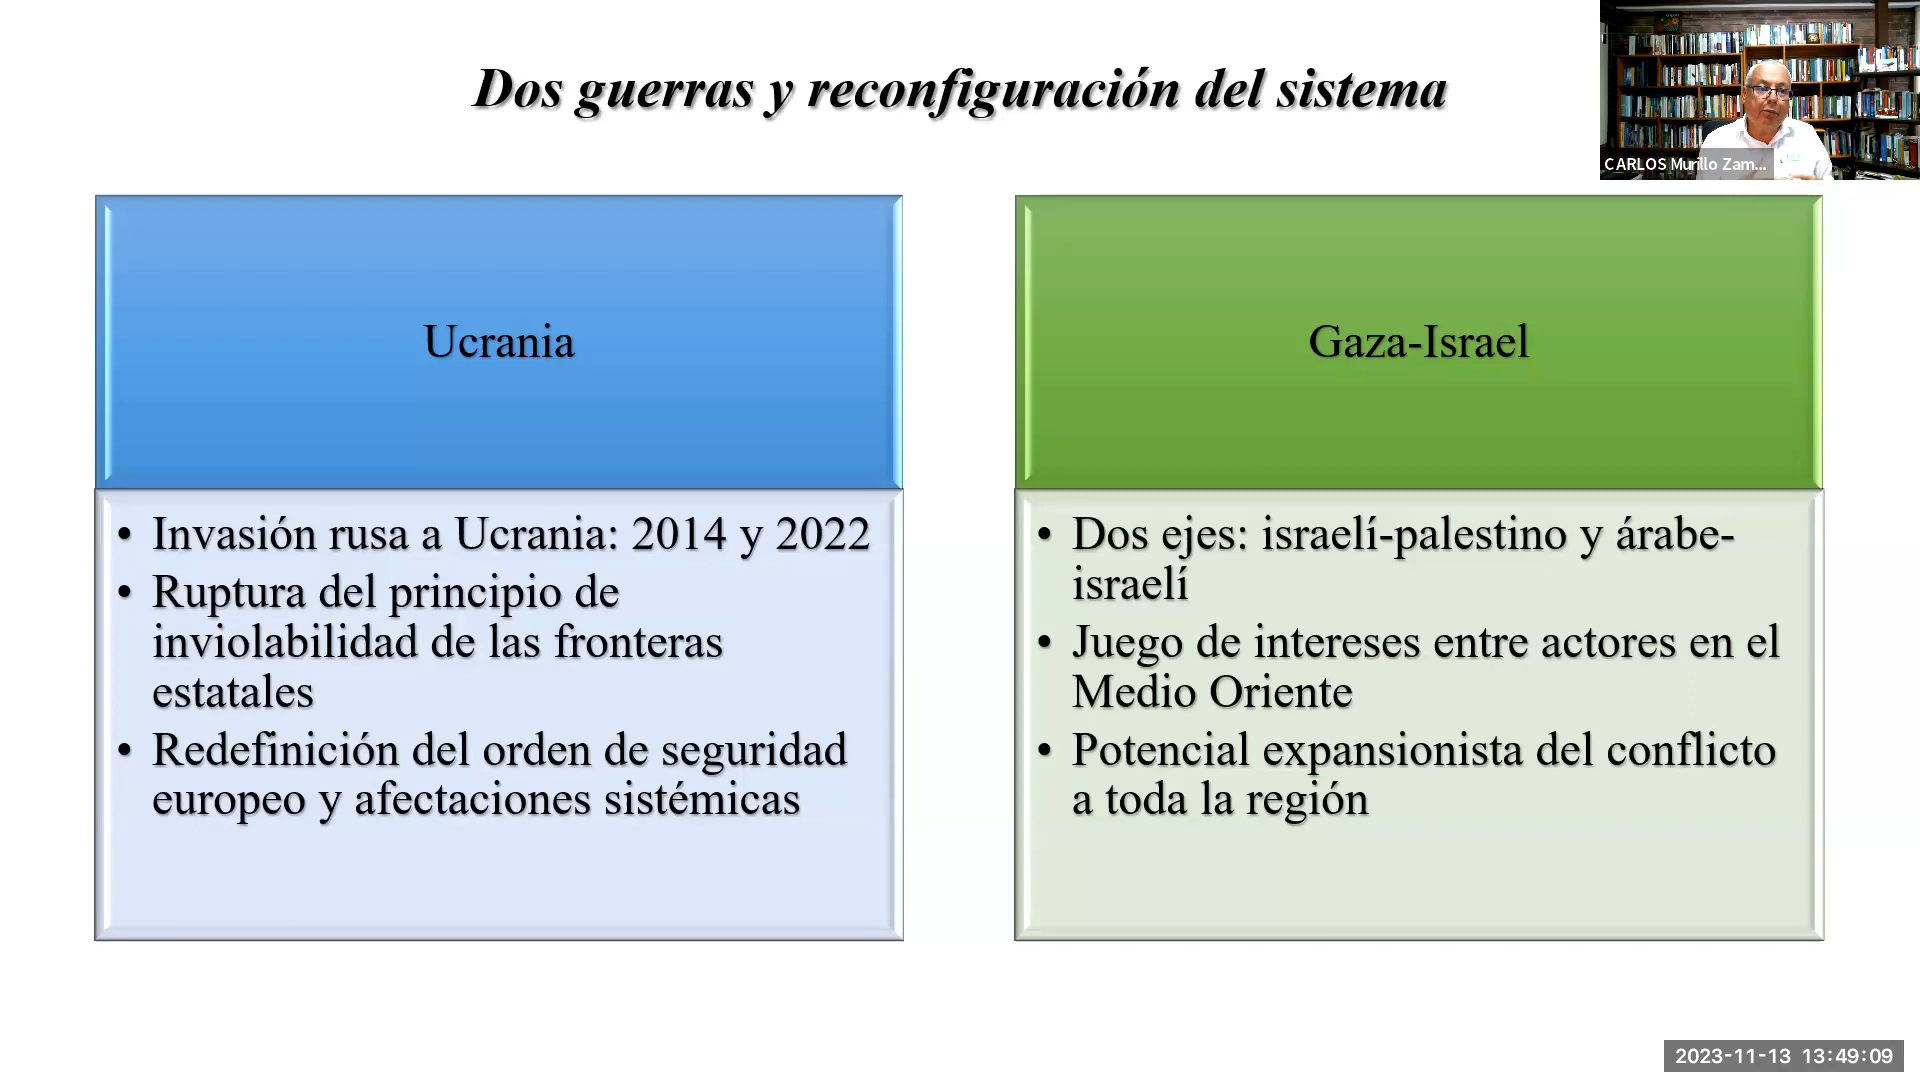 Dos guerras y reconfiguración del sistema
CARLOS Murillo Zam...
Ucrania
• Invasión rusa a Ucrania: 2014 y 2022
• Ruptura del principio de
inviolabilidad de las fronteras
estatales
• Redefinición del orden de seguridad
europeo y afectaciones sistémicas
Gaza-Israel
• Dos ejes: israelí-palestino y árabe-
israelí
• Juego de intereses entre actores en el
Medio Oriente
• Potencial expansionista del conflicto
a toda la región
2023-11-13 13:49:09